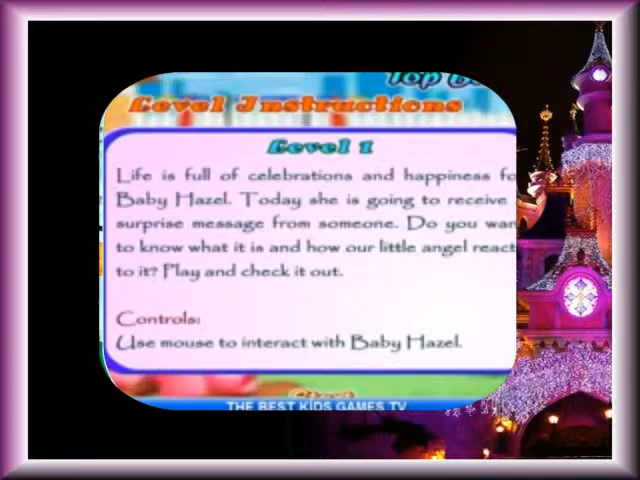 Top
Level Instructions
Level 1
Life is full of celebrations and happiness fo
Baby Hazel. Today she is going to receive
surprise message from someone. Do you wan
to know what it is and how our little angel react
to it? Play and check it out.
Controls:
Use mouse to interact with Baby Hazel.
THE BEST KIDS GAMES TV